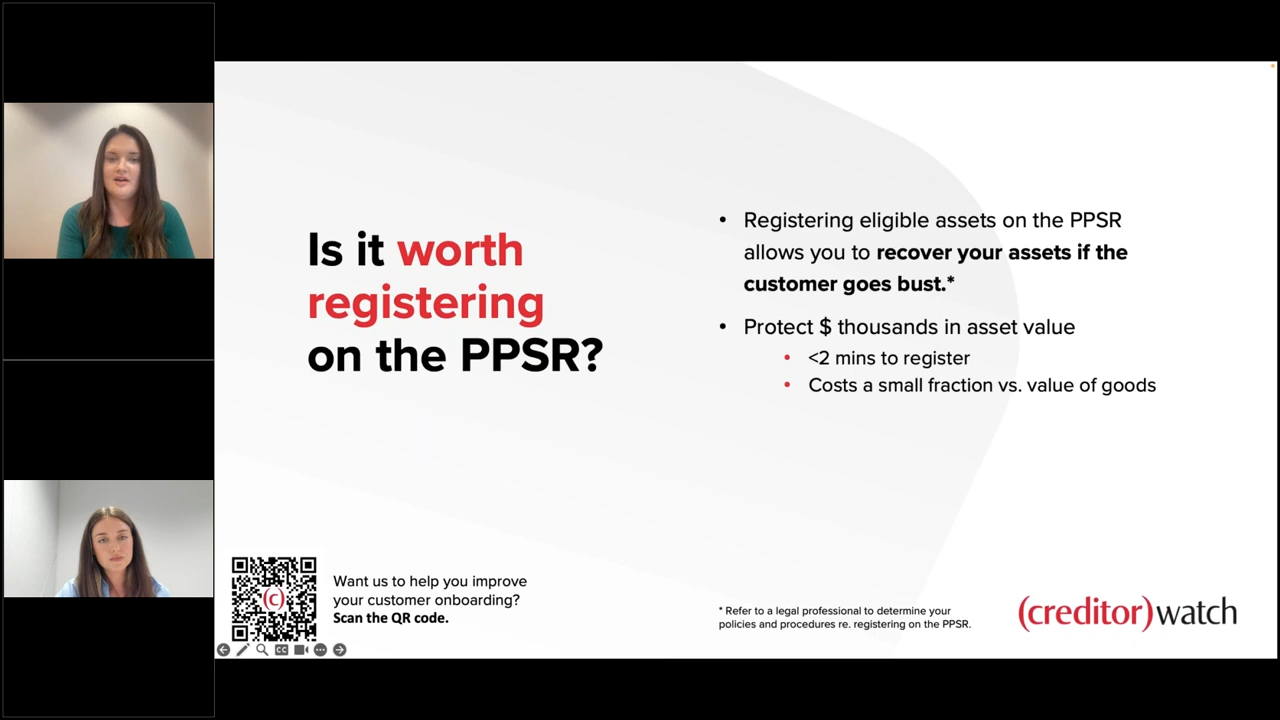 Is it worth
registering
on the PPSR?
• Registering eligible assets on the PPSR
allows you to recover your assets if the
customer goes bust.*
• Protect $ thousands in asset value
• <2 mins to register
• Costs a small fraction vs. value of goods
(c)
Want us to help you improve
your customer onboarding?
Scan the QR code.
* Refer to a legal professional to determine your
policies and procedures re. registering on the PPSR.
(creditor)watch
CC